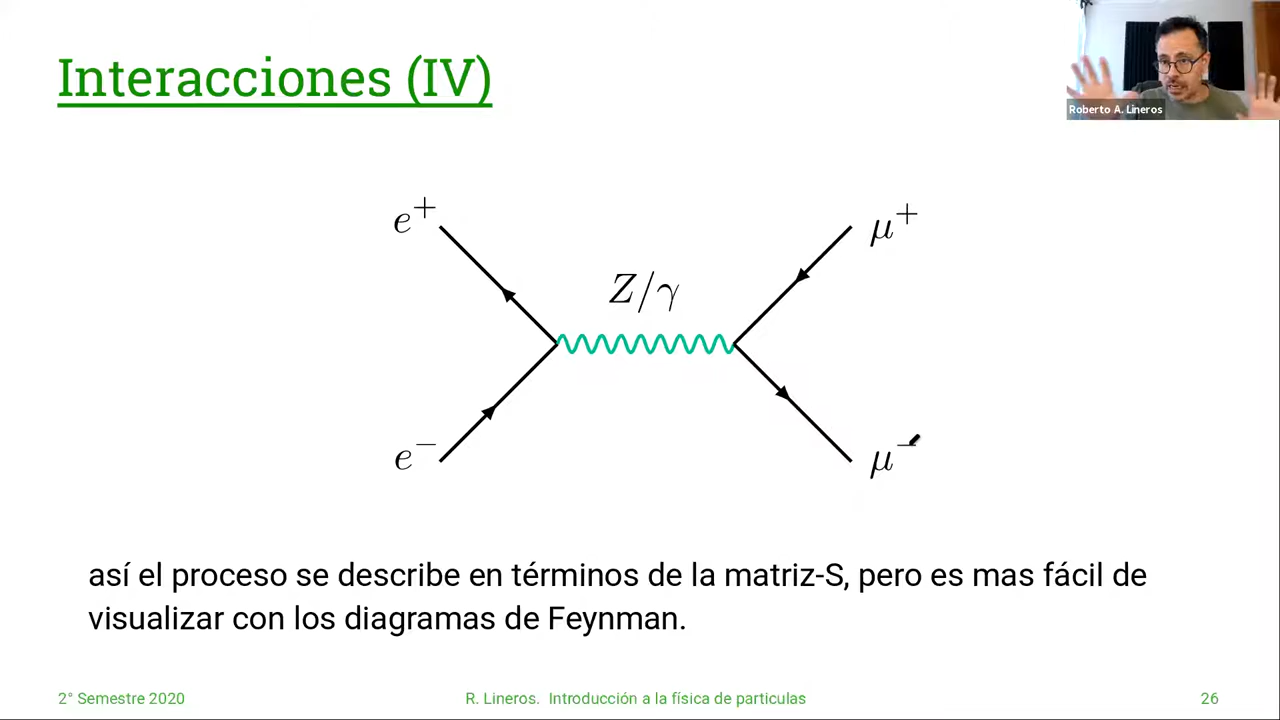 Interacciones (IV)
Roberto A. Lineros
e⁺
μ⁺
Z/γ
e⁻
μ⁻
así el proceso se describe en términos de la matriz-S, pero es mas fácil de
visualizar con los diagramas de Feynman.
2° Semestre 2020
R. Lineros. Introducción a la física de particulas
26